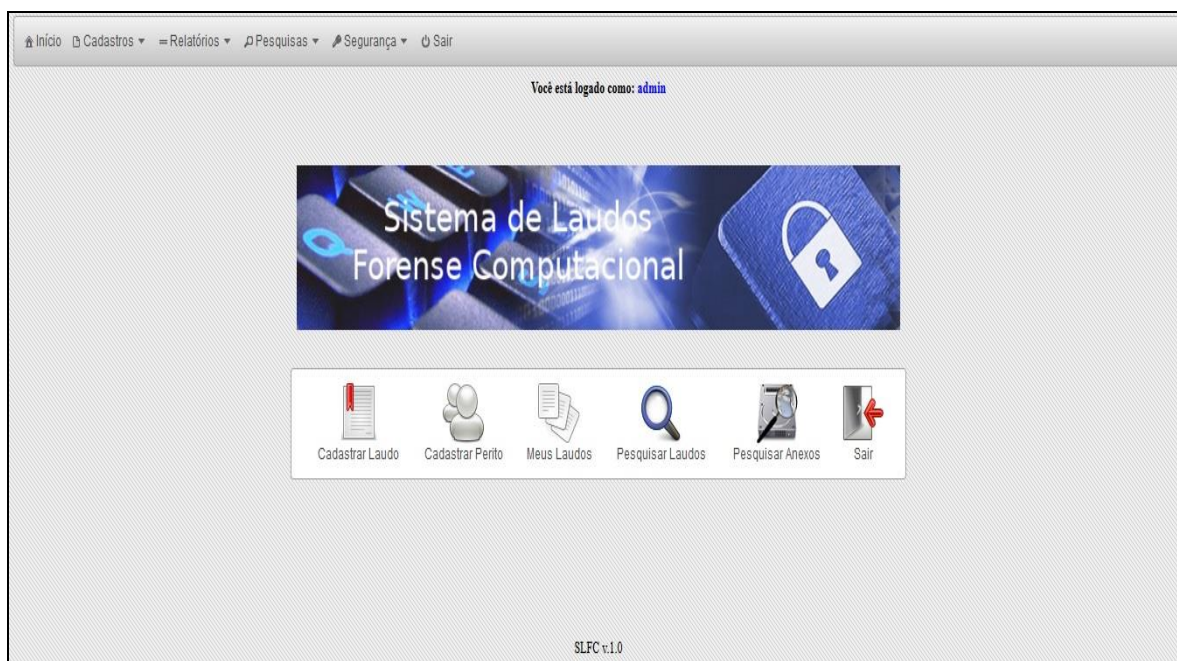 Início Cadastros Relatórios Pesquisas Segurança Sair
Você está logado como: admin
Sistema de Laudos
Forense Computacional
Cadastrar Laudo Cadastrar Perito Meus Laudos Pesquisar Laudos Pesquisar Anexos Sair
SLFC v.1.0